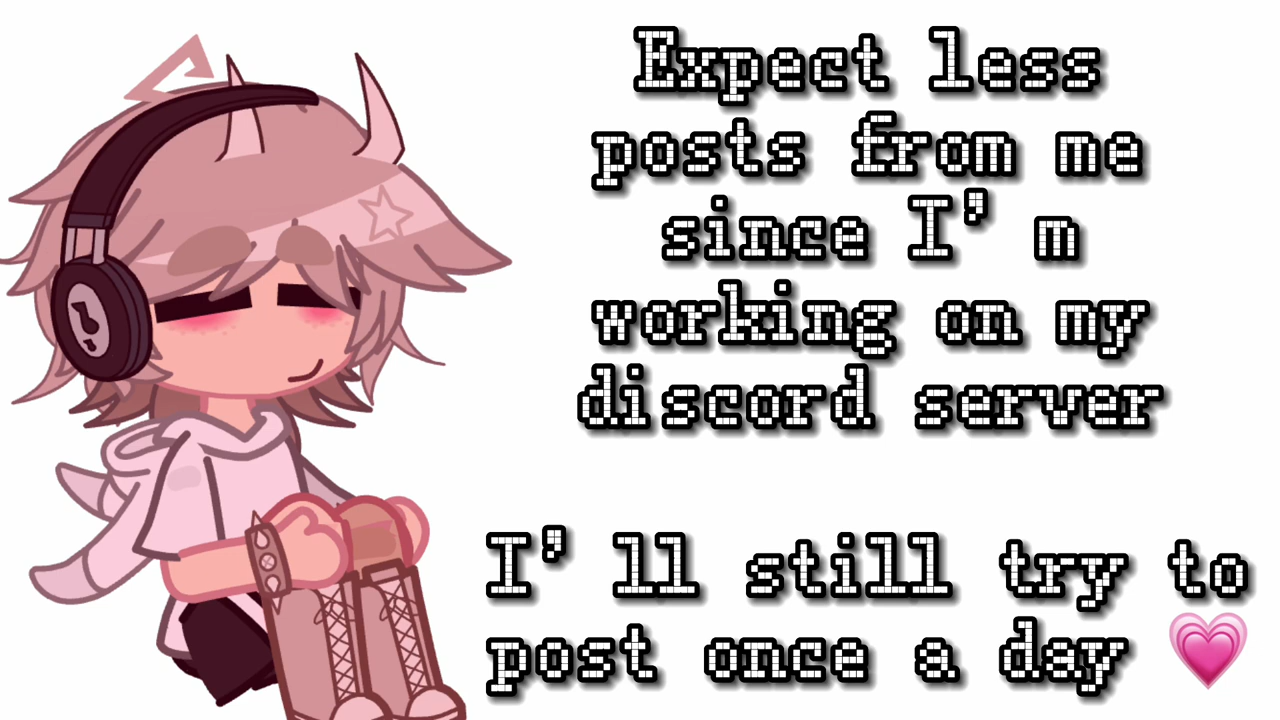 Expect less
posts from me
since I'm
working on my
discord server
I'll still try to
post once a day 💗